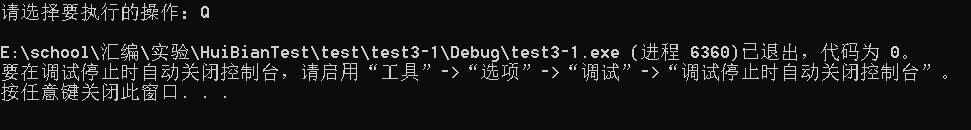 请选择要执行的操作：Q
E:\school\汇编\实验\HuiBianTest\test\test3-1\Debug\test3-1.exe (进程 6360)已退出，代码为 0。
要在调试停止时自动关闭控制台，请启用“工具”->“选项”->“调试”->“调试停止时自动关闭控制台”。
按任意键关闭此窗口. . .